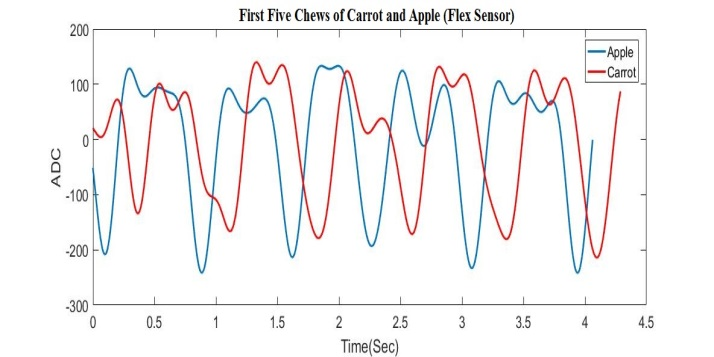 First Five Chews of Carrot and Apple (Flex Sensor)
200
100
0
-100
-200
-300
ADC
Apple
Carrot
0 0.5 1 1.5 2 2.5 3 3.5 4 4.5
Time(Sec)